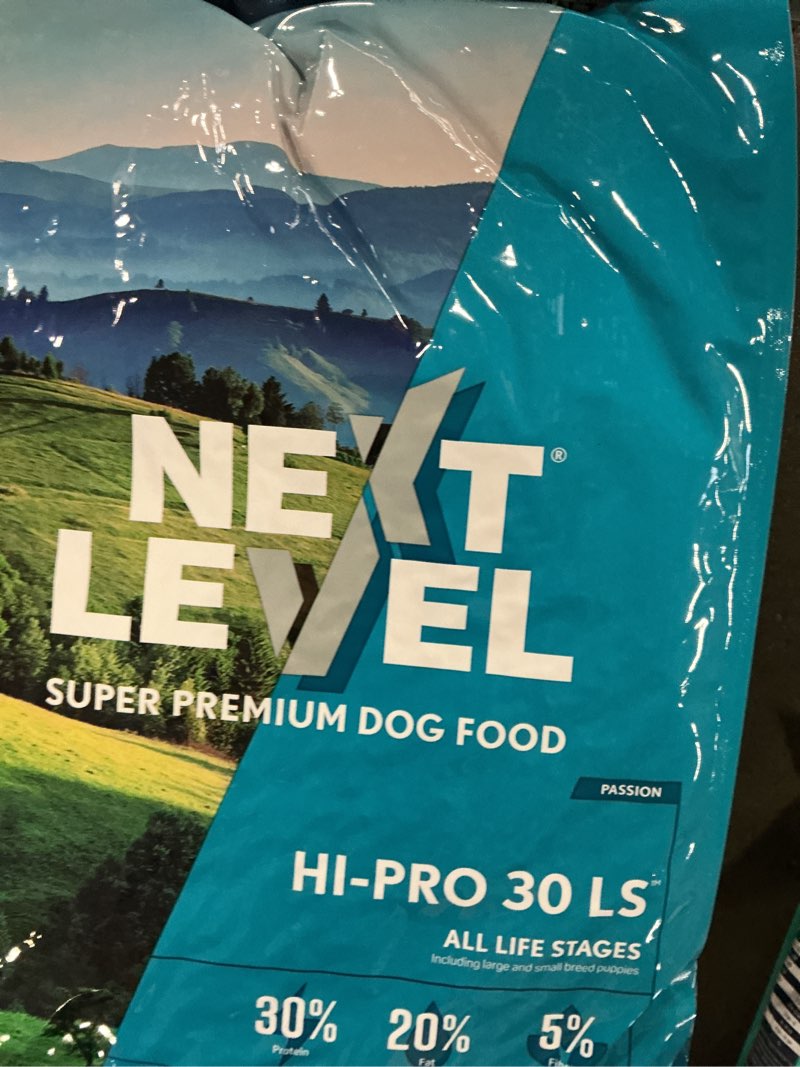 NEXT®
LEVEL
SUPER PREMIUM DOG FOOD
PASSION
HI-PRO 30 LS™
ALL LIFE STAGES
Including large and small breed puppies
30% 20% 5%
Protein Fat